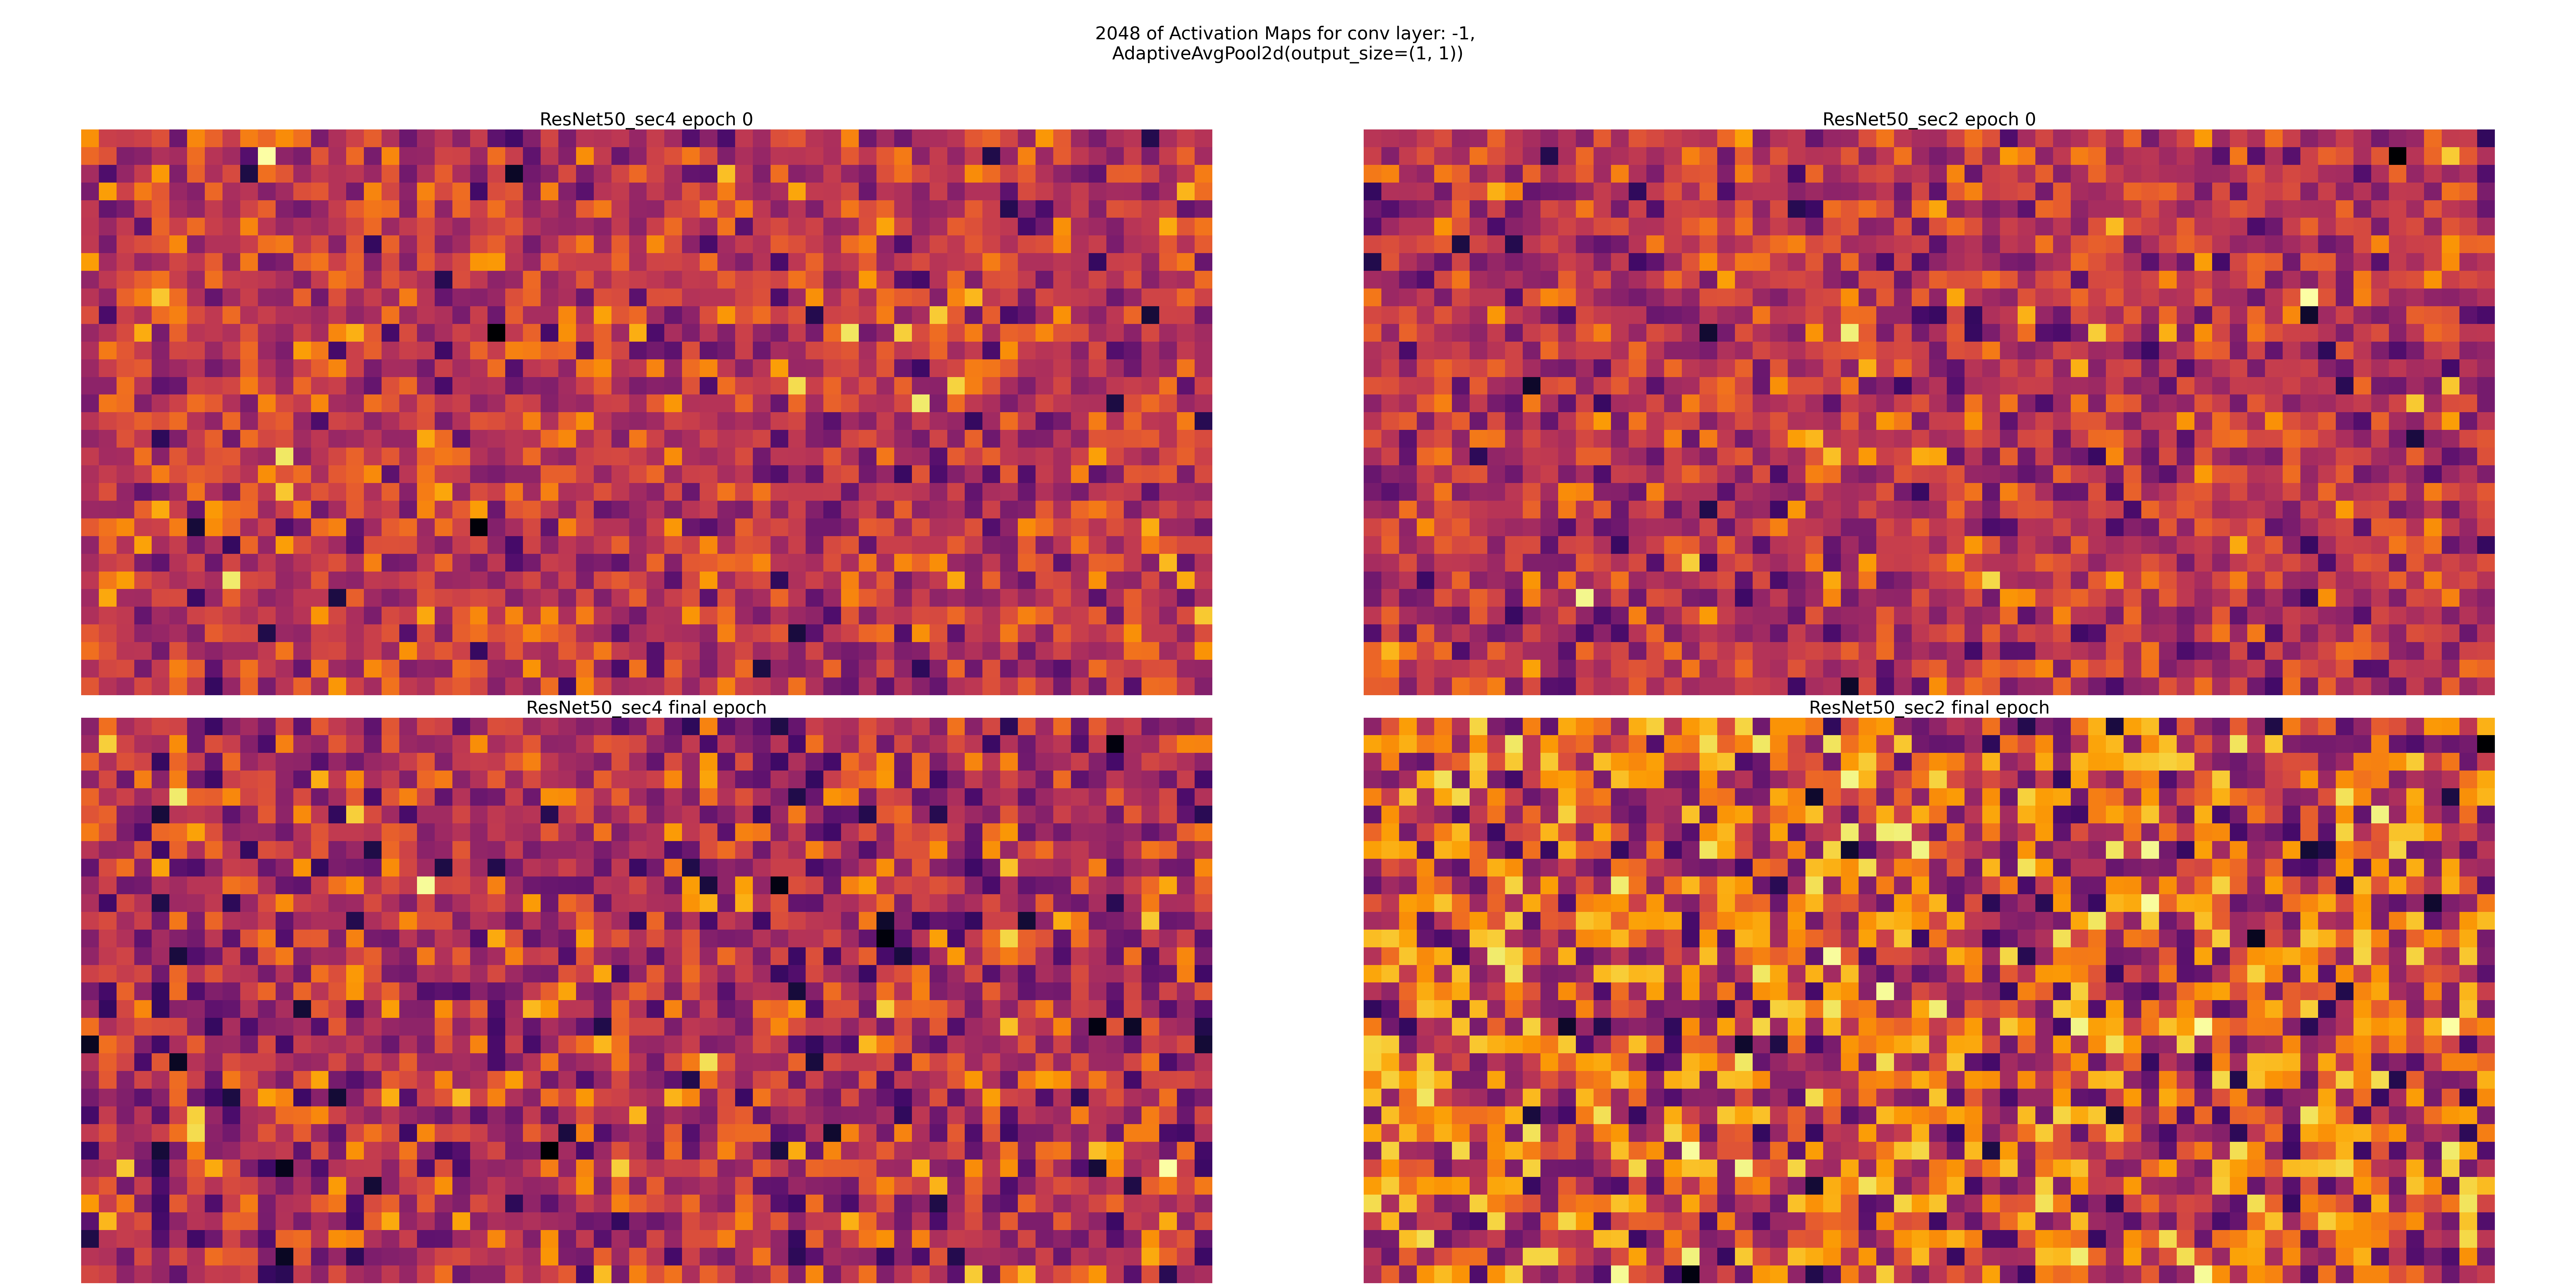 2048 of Activation Maps for conv layer: -1,
AdaptiveAvgPool2d(output_size=(1, 1))
ResNet50_sec4 epoch 0
ResNet50_sec2 epoch 0
ResNet50_sec4 final epoch
ResNet50_sec2 final epoch